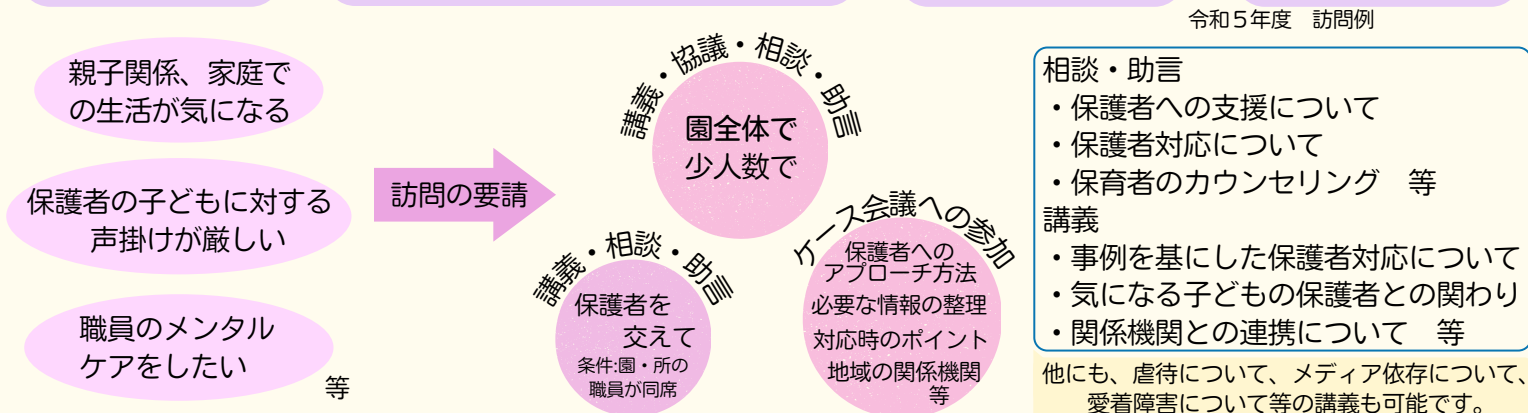 令和５年度　訪問例
親子関係、家庭で
の生活が気になる
保護者の子どもに対する
声掛けが厳しい
職員のメンタル
ケアをしたい
等
訪問の要請
講義・協議・相談・助言
園全体で
少人数で
講義・相談・助言
保護者を
交えて
条件:園・所の
職員が同席
ケース会議への参加
保護者への
アプローチ方法
必要な情報の整理
対応時のポイント
地域の関係機関
等
相談・助言
・保護者への支援について
・保護者対応について
・保育者のカウンセリング　等
講義
・事例を基にした保護者対応について
・気になる子どもの保護者との関わり
・関係機関との連携について　等
他にも、虐待について、メディア依存について、
愛着障害について等の講義も可能です。